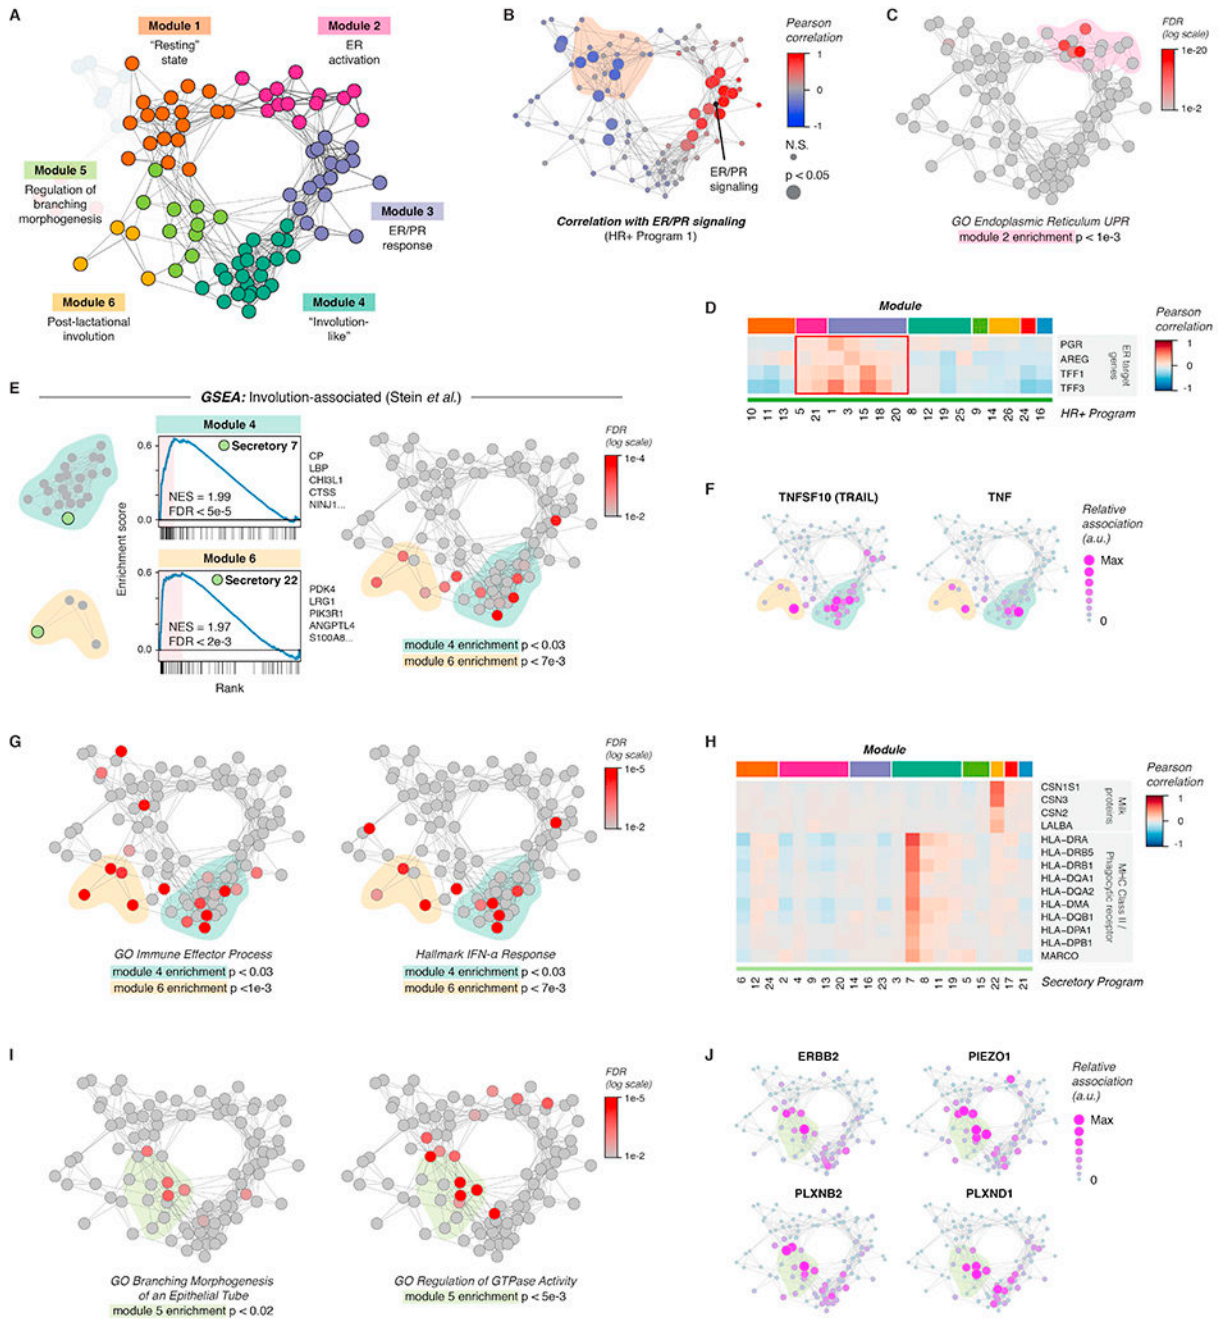 A
Module 1
"Resting"
state
Module 2
ER
activation
Module 5
Regulation of
branching
morphogenesis
Module 3
ER/PR
response
Module 6
Post-lactational
involution
Module 4
"Involution-
like"
B
Pearson
correlation
1
0
-1
N.S.
p < 0.05
ER/PR
signaling
Correlation with ER/PR signaling
(HR+ Program 1)
C
FDR
(log scale)
1e-20
1e-2
GO Endoplasmic Reticulum UPR
module 2 enrichment p < 1e-3
D
Module
Pearson
correlation
1
0
-1
PGR
AREG
TFF1
TFF3
ER target
genes
10 11 13 5 21 1 3 15 18 20 8 12 19 25 9 14 26 24 16
HR+ Program
E
GSEA: Involution-associated (Stein et al.)
Module 4
Secretory 7
0.6
0.0
NES = 1.99
FDR < 5e-5
CP
LBP
CHI3L1
CTSS
NINJ1...
Module 6
Secretory 22
0.6
0.0
NES = 1.97
FDR < 2e-3
PDK4
LRG1
PIK3R1
ANGPTL4
S100A8...
Enrichment score
Rank
FDR
(log scale)
1e-4
1e-2
module 4 enrichment p < 0.03
module 6 enrichment p < 7e-3
F
TNFSF10 (TRAIL)
TNF
Relative
association
(a.u.)
Max
0
G
FDR
(log scale)
1e-5
1e-2
GO Immune Effector Process
module 4 enrichment p < 0.03
module 6 enrichment p <1e-3
Hallmark IFN-α Response
module 4 enrichment p < 0.03
module 6 enrichment p < 7e-3
H
Module
Pearson
correlation
1
0
-1
CSN1S1
CSN3
CSN2
LALBA
Milk
proteins
HLA-DRA
HLA-DRB5
HLA-DRB1
HLA-DQA1
HLA-DQA2
HLA-DMA
HLA-DQB1
HLA-DPA1
HLA-DPB1
MARCO
MHC Class II /
Phagocytic receptor
6 12 24 2 4 9 13 20 14 16 23 3 7 8 11 19 5 15 22 17 21
Secretory Program
I
FDR
(log scale)
1e-5
1e-2
GO Branching Morphogenesis
of an Epithelial Tube
module 5 enrichment p < 0.02
GO Regulation of GTPase Activity
module 5 enrichment p < 5e-3
J
ERBB2
PIEZO1
PLXNB2
PLXND1
Relative
association
(a.u.)
Max
0